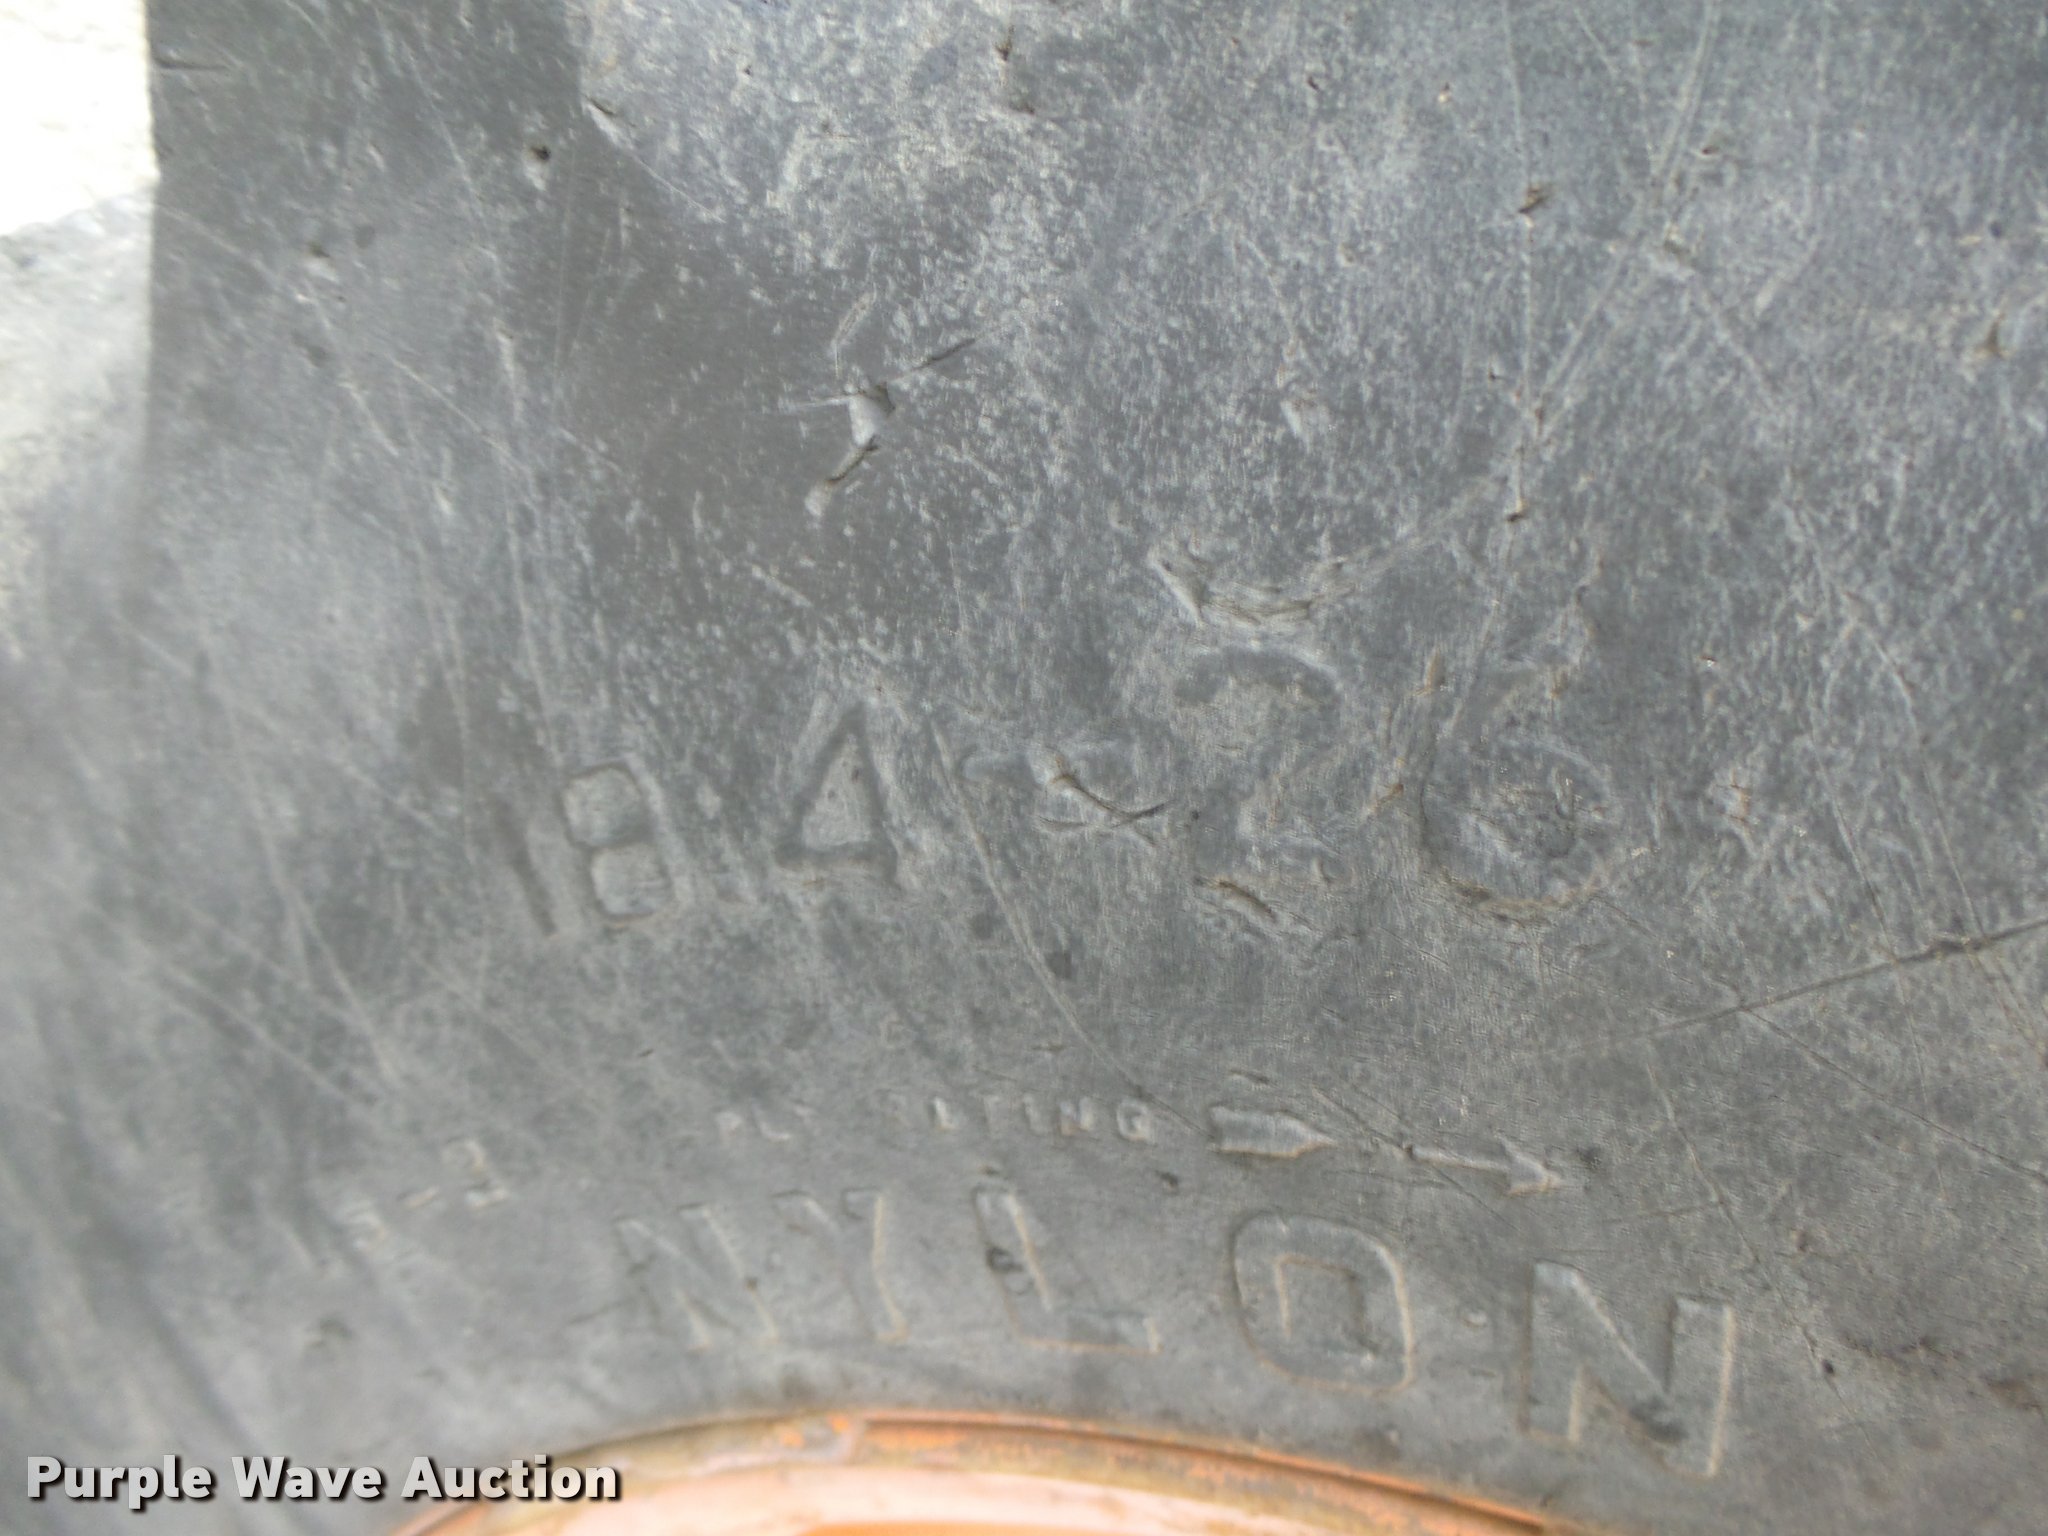 18.4-26
PLY RATING
NYLON
Purple Wave Auction